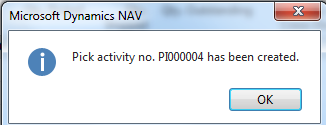 Microsoft Dynamics NAV
Pick activity no. PI000004 has been created.
OK